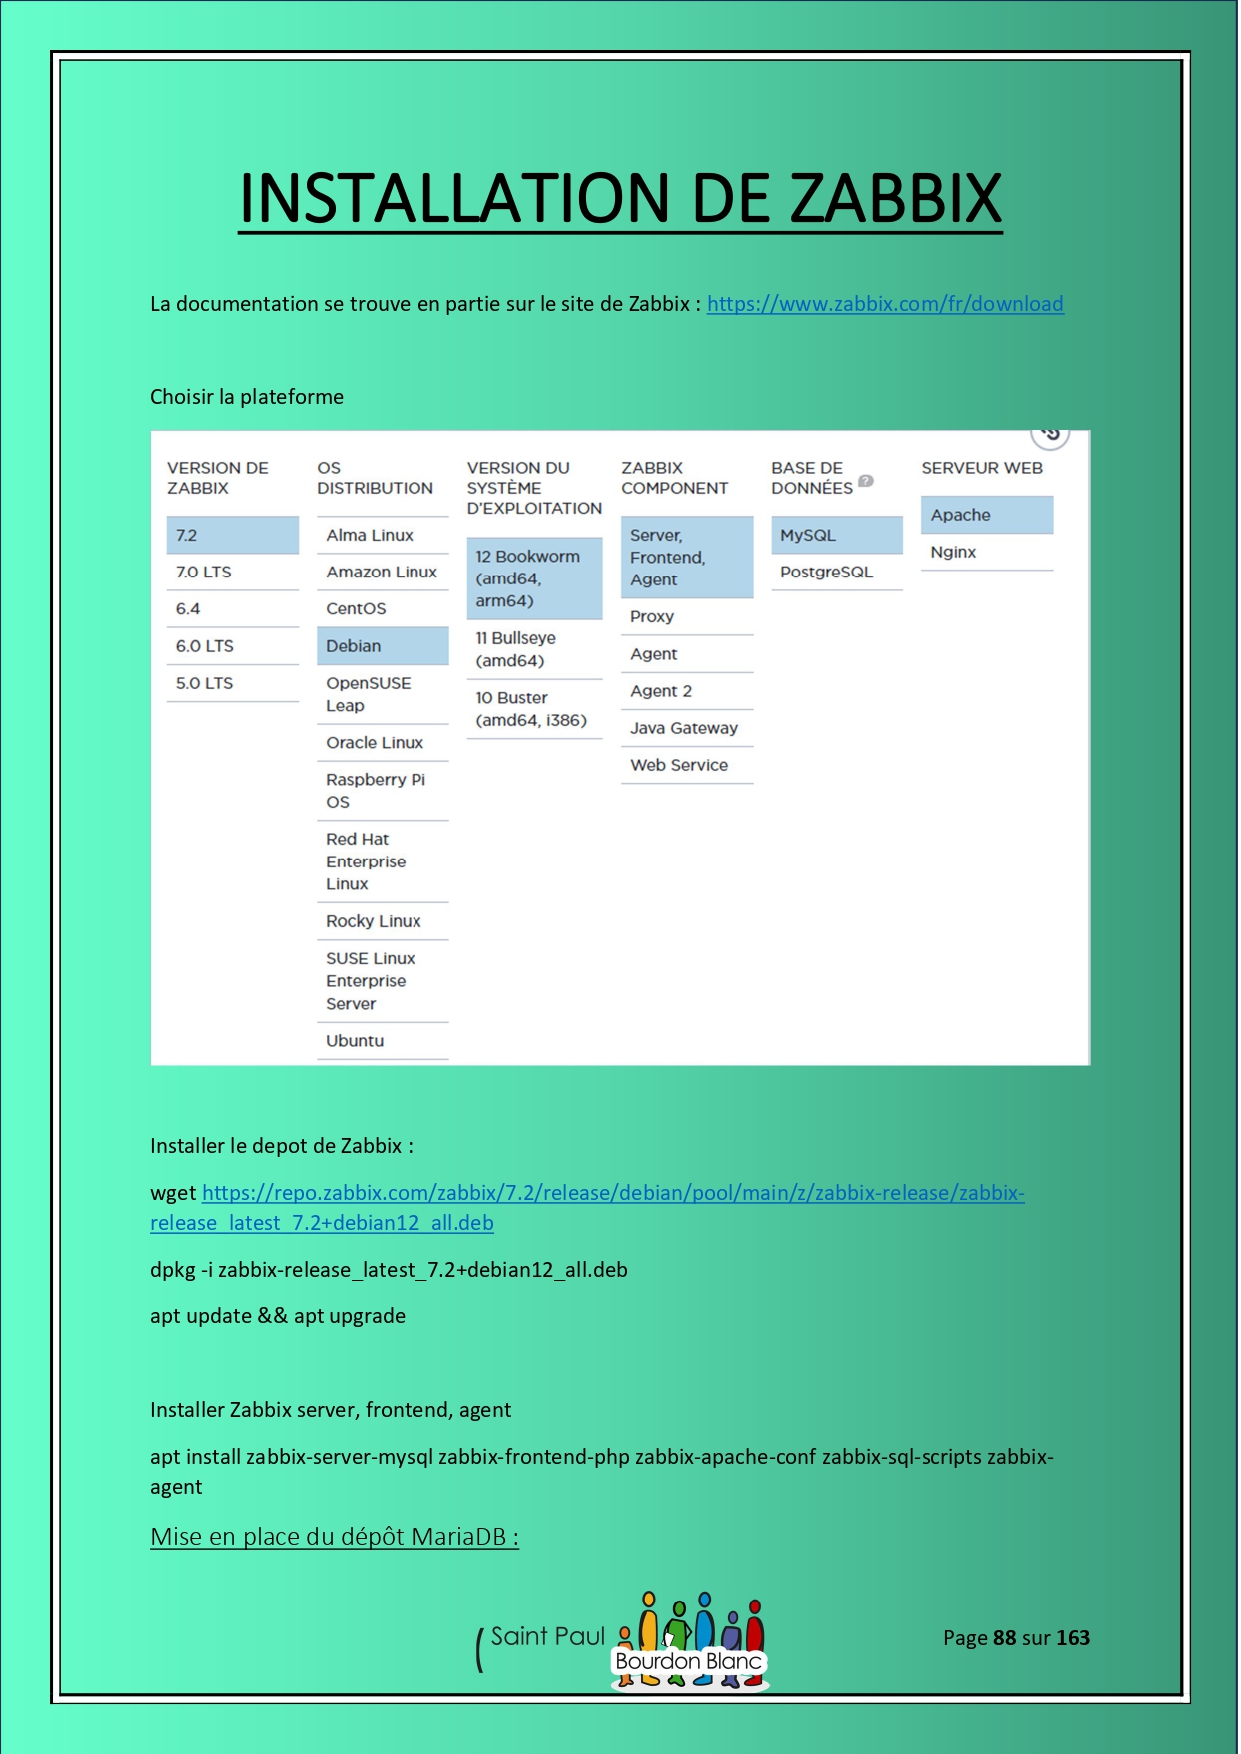 INSTALLATION DE ZABBIX
La documentation se trouve en partie sur le site de Zabbix : https://www.zabbix.com/fr/download
Choisir la plateforme
VERSION DE
ZABBIX
7.2
7.0 LTS
6.4
6.0 LTS
5.0 LTS
OS
DISTRIBUTION
Alma Linux
Amazon Linux
CentOS
Debian
OpenSUSE
Leap
Oracle Linux
Raspberry Pi
OS
Red Hat
Enterprise
Linux
Rocky Linux
SUSE Linux
Enterprise
Server
Ubuntu
VERSION DU
SYSTÈME
D'EXPLOITATION
12 Bookworm
(amd64,
arm64)
11 Bullseye
(amd64)
10 Buster
(amd64, i386)
ZABBIX
COMPONENT
Server,
Frontend,
Agent
Proxy
Agent
Agent 2
Java Gateway
Web Service
BASE DE
DONNÉES ?
MySQL
PostgreSQL
SERVEUR WEB
Apache
Nginx
Installer le depot de Zabbix :
wget https://repo.zabbix.com/zabbix/7.2/release/debian/pool/main/z/zabbix-release/zabbix-
release_latest_7.2+debian12_all.deb
dpkg -i zabbix-release_latest_7.2+debian12_all.deb
apt update && apt upgrade
Installer Zabbix server, frontend, agent
apt install zabbix-server-mysql zabbix-frontend-php zabbix-apache-conf zabbix-sql-scripts zabbix-
agent
Mise en place du dépôt MariaDB :
Saint Paul
Bourdon Blanc
Page 88 sur 163